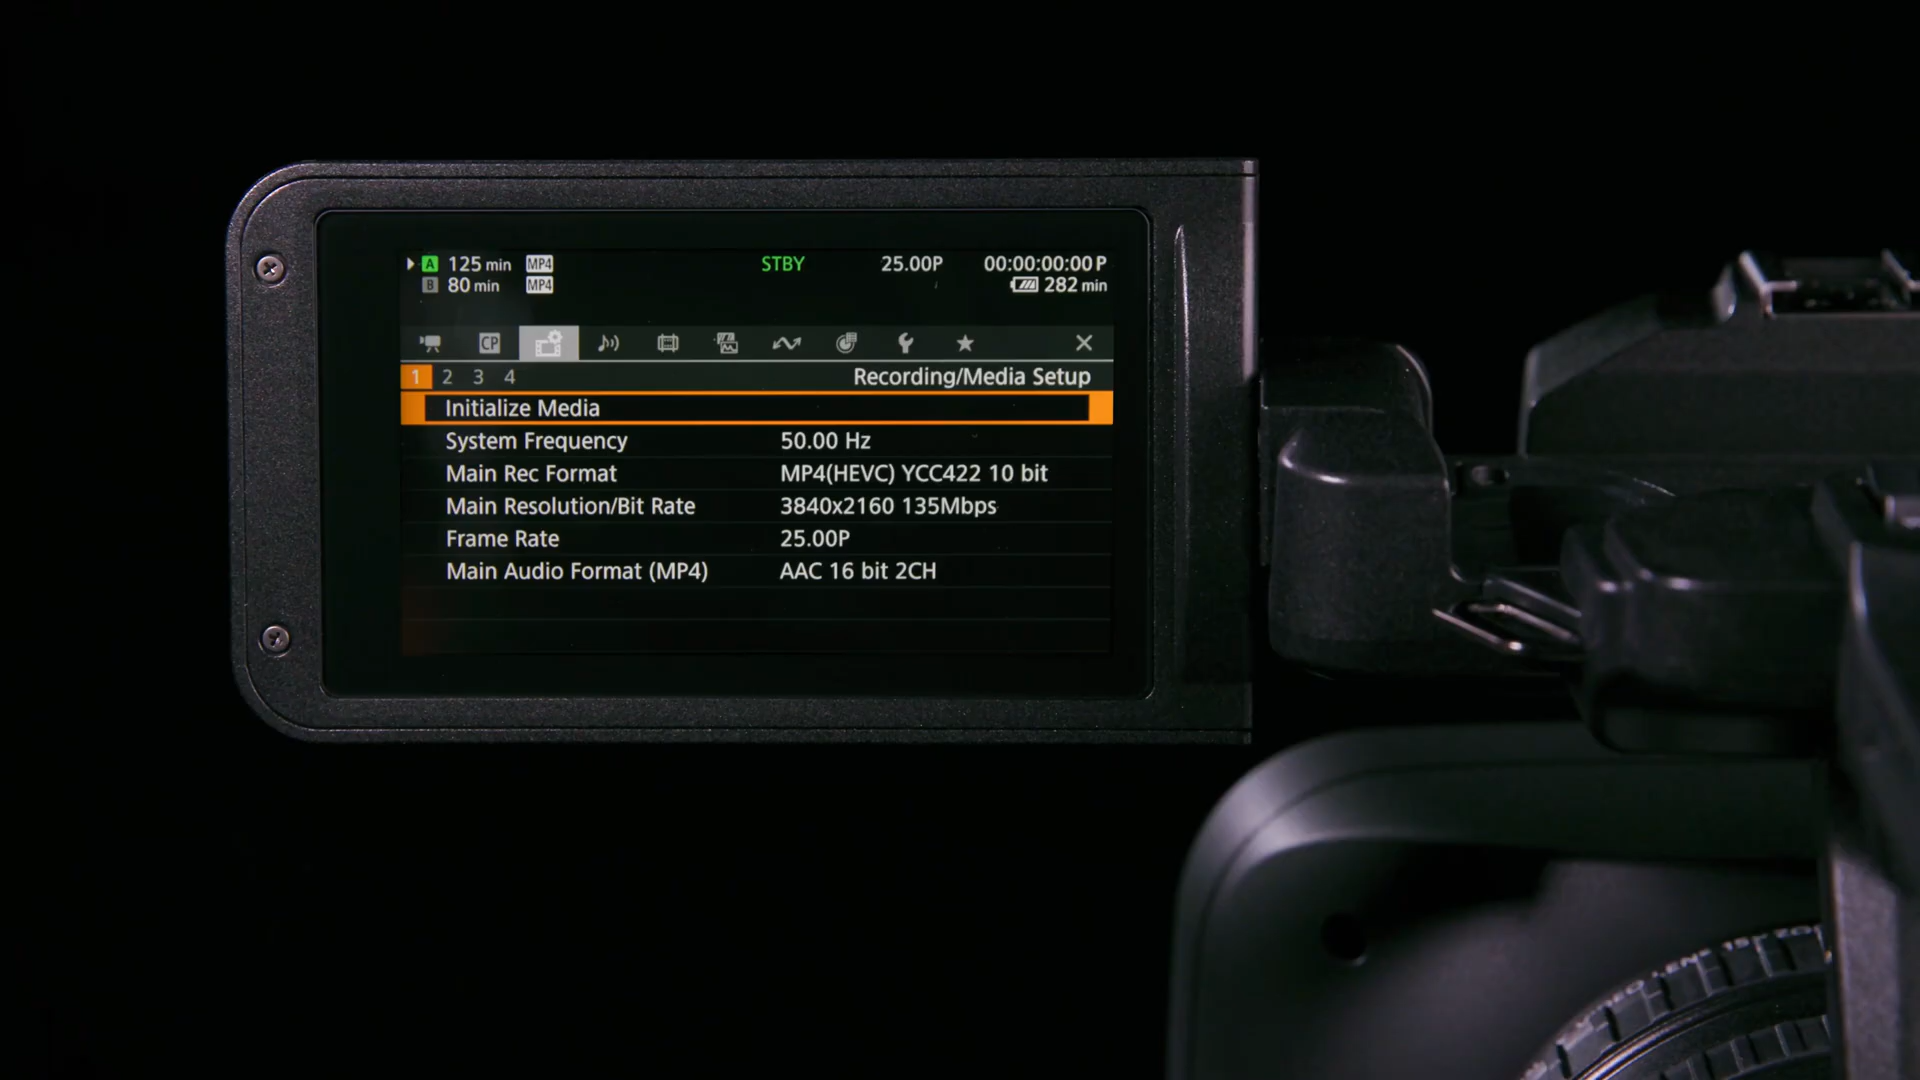 A 125 min MP4 STBY 25.00P 00:00:00:00 P
B 80 min MP4 282 min
CP
1 2 3 4 Recording/Media Setup
Initialize Media
System Frequency 50.00 Hz
Main Rec Format MP4(HEVC) YCC422 10 bit
Main Resolution/Bit Rate 3840x2160 135Mbps
Frame Rate 25.00P
Main Audio Format (MP4) AAC 16 bit 2CH
LENS 15